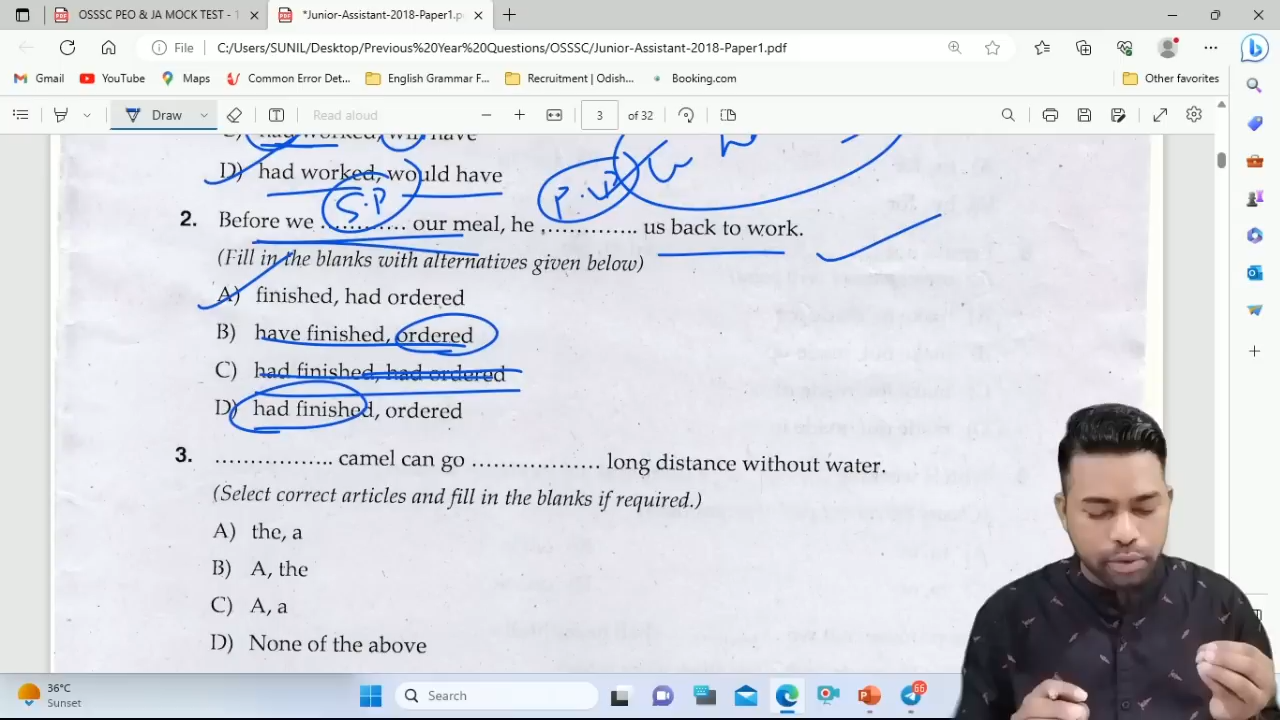 OSSSC PEO & JA MOCK TEST - 1
*Junior-Assistant-2018-Paper1.p
File
C:/Users/SUNIL/Desktop/Previous%20Year%20Questions/OSSSC/Junior-Assistant-2018-Paper1.pdf
Gmail
YouTube
Maps
Common Error Det...
English Grammar F...
Recruitment | Odish...
Booking.com
Other favorites
Draw
Read aloud
3
of 32
had worked, will have
D) had worked, would have
S.P
2. Before we ............ our meal, he ............. us back to work.
(Fill in the blanks with alternatives given below)
A) finished, had ordered
B) have finished, ordered
C) had finished, had ordered
D) had finished, ordered
3. ................. camel can go ................... long distance without water.
(Select correct articles and fill in the blanks if required.)
A) the, a
B) A, the
C) A, a
D) None of the above
36°C
Sunset
Search
66